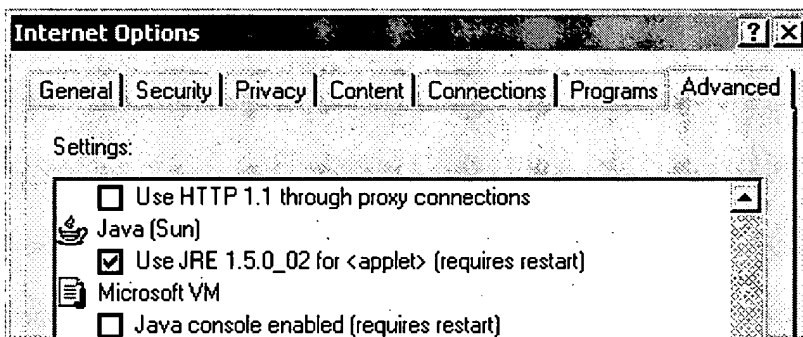 Internet Options
General Security Privacy Content Connections Programs Advanced
Settings:
Use HTTP 1.1 through proxy connections
Java (Sun)
Use JRE 1.5.0_02 for <applet> (requires restart)
Microsoft VM
Java console enabled (requires restart)